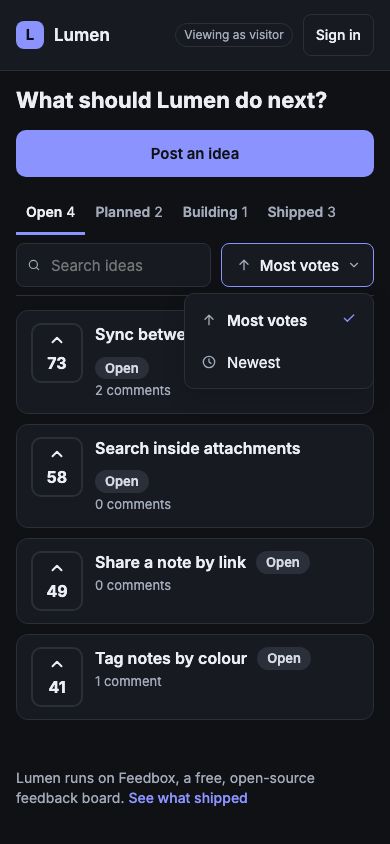 L Lumen Viewing as visitor Sign in
What should Lumen do next?
Post an idea
Open 4 Planned 2 Building 1 Shipped 3
Search ideas Most votes
Most votes
Newest
73 Sync betwe
Open
2 comments
58 Search inside attachments
Open
0 comments
49 Share a note by link Open
0 comments
41 Tag notes by colour Open
1 comment
Lumen runs on Feedbox, a free, open-source
feedback board. See what shipped